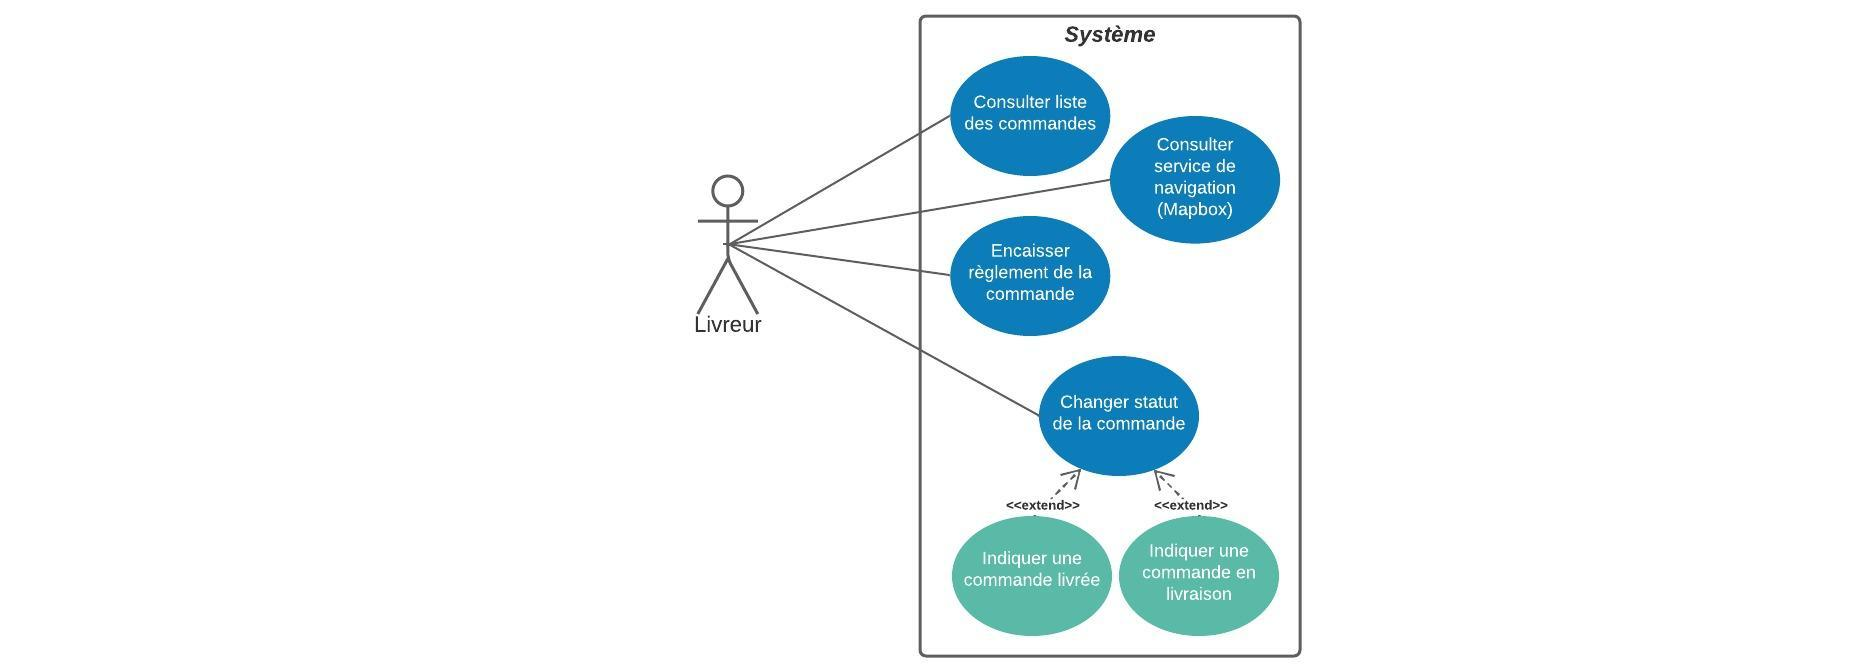 Système
Consulter liste
des commandes
Consulter
service de
navigation
(Mapbox)
Encaisser
règlement de la
commande
Livreur
Changer statut
de la commande
<<extend>>
<<extend>>
Indiquer une
commande livrée
Indiquer une
commande en
livraison